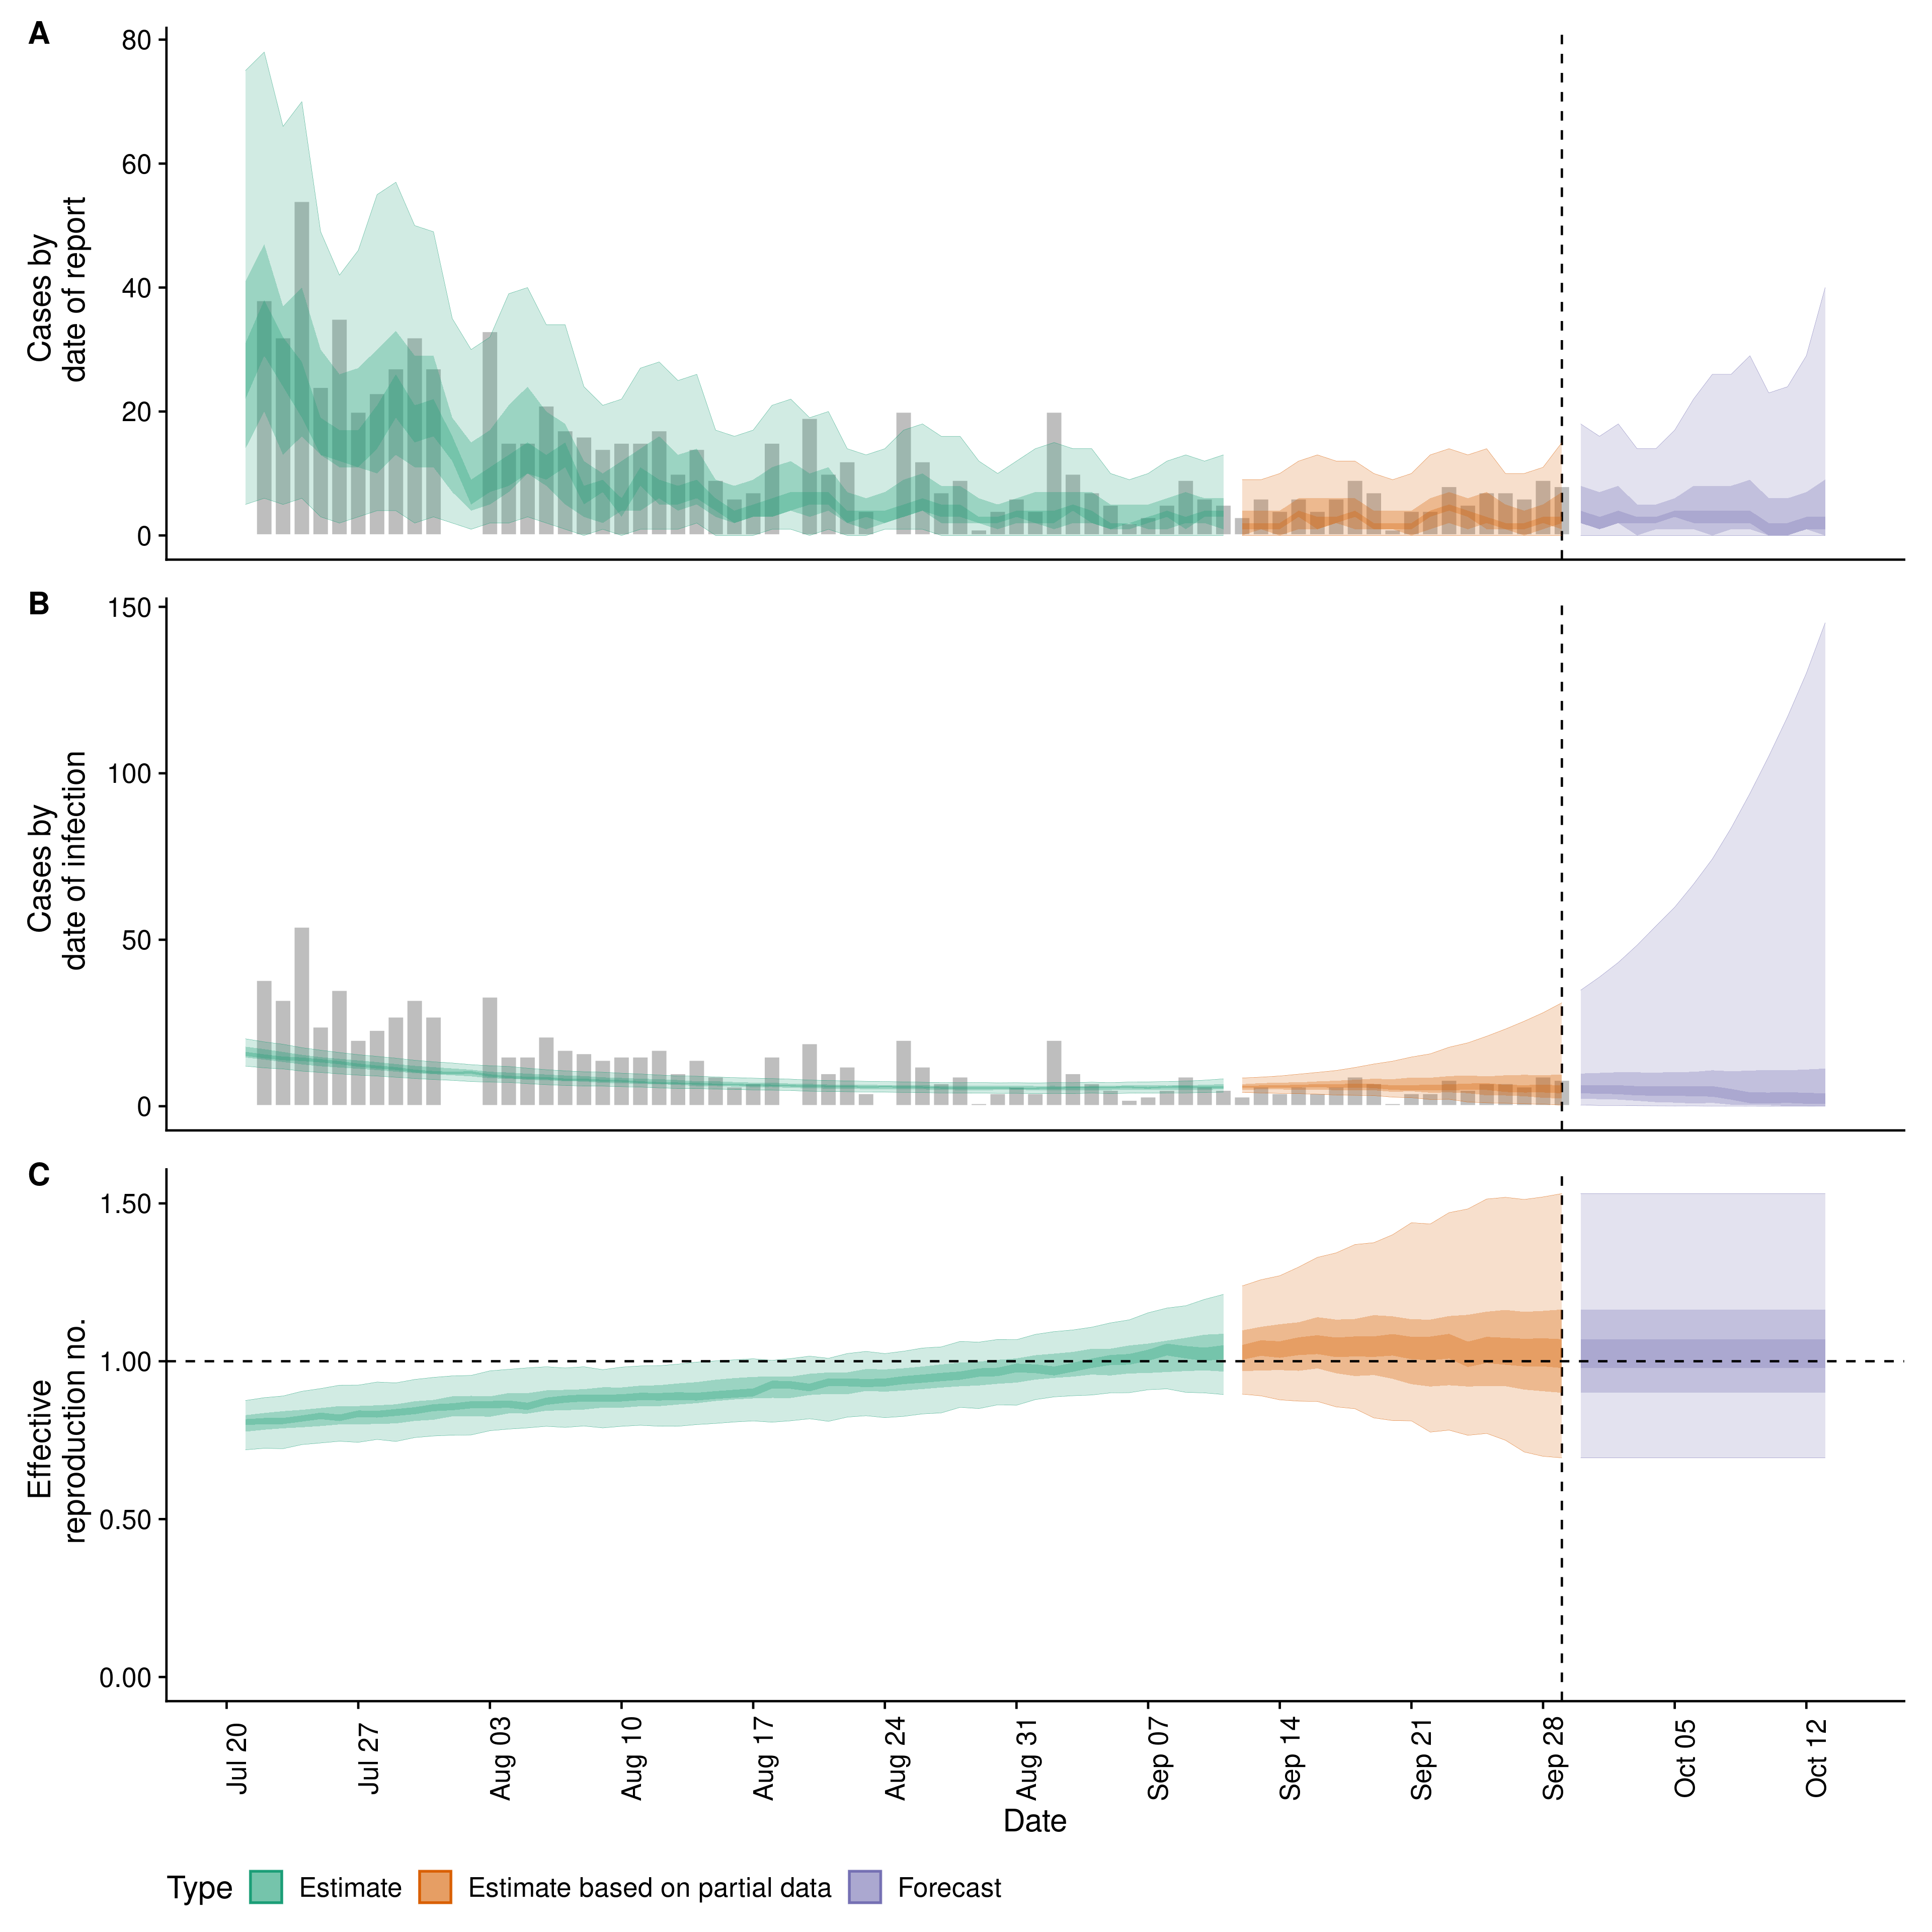 A
80
60
40
20
0
Cases by
date of report
B
150
100
50
0
Cases by
date of infection
C
1.50
1.00
0.50
0.00
Effective
reproduction no.
Jul 20
Jul 27
Aug 03
Aug 10
Aug 17
Aug 24
Aug 31
Sep 07
Sep 14
Sep 21
Sep 28
Oct 05
Oct 12
Date
Type Estimate Estimate based on partial data Forecast